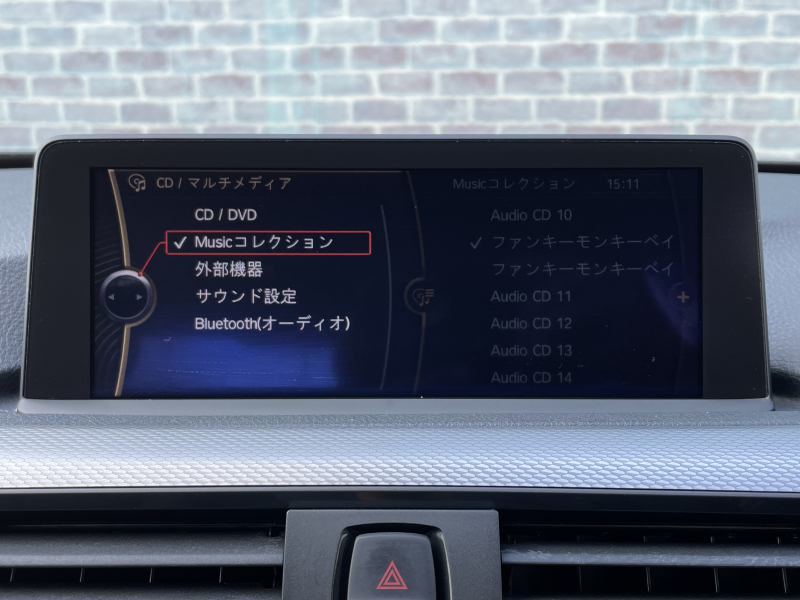 CD / マルチメディア
CD / DVD
✓ Musicコレクション
外部機器
サウンド設定
Bluetooth(オーディオ)
Musicコレクション 15:11
Audio CD 10
✓ ファンキーモンキーベイ
ファンキーモンキーベイ
Audio CD 11
Audio CD 12
Audio CD 13
Audio CD 14